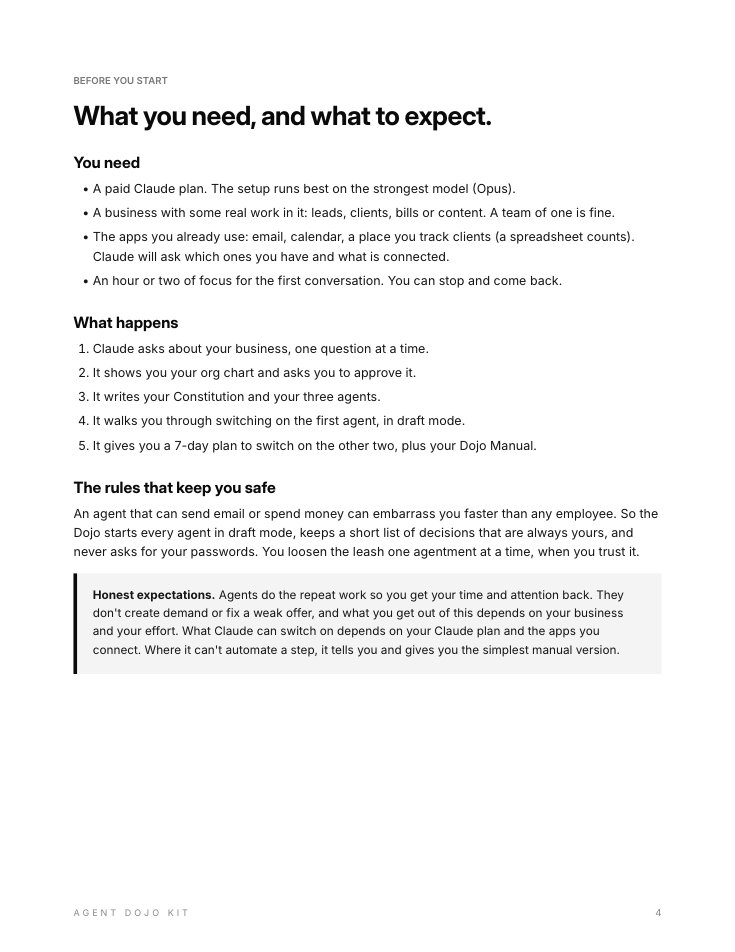 BEFORE YOU START
What you need, and what to expect.
You need
• A paid Claude plan. The setup runs best on the strongest model (Opus).
• A business with some real work in it: leads, clients, bills or content. A team of one is fine.
• The apps you already use: email, calendar, a place you track clients (a spreadsheet counts).
Claude will ask which ones you have and what is connected.
• An hour or two of focus for the first conversation. You can stop and come back.
What happens
1. Claude asks about your business, one question at a time.
2. It shows you your org chart and asks you to approve it.
3. It writes your Constitution and your three agents.
4. It walks you through switching on the first agent, in draft mode.
5. It gives you a 7-day plan to switch on the other two, plus your Dojo Manual.
The rules that keep you safe
An agent that can send email or spend money can embarrass you faster than any employee. So the
Dojo starts every agent in draft mode, keeps a short list of decisions that are always yours, and
never asks for your passwords. You loosen the leash one agentment at a time, when you trust it.
Honest expectations. Agents do the repeat work so you get your time and attention back. They
don't create demand or fix a weak offer, and what you get out of this depends on your business
and your effort. What Claude can switch on depends on your Claude plan and the apps you
connect. Where it can't automate a step, it tells you and gives you the simplest manual version.
AGENT DOJO KIT
4